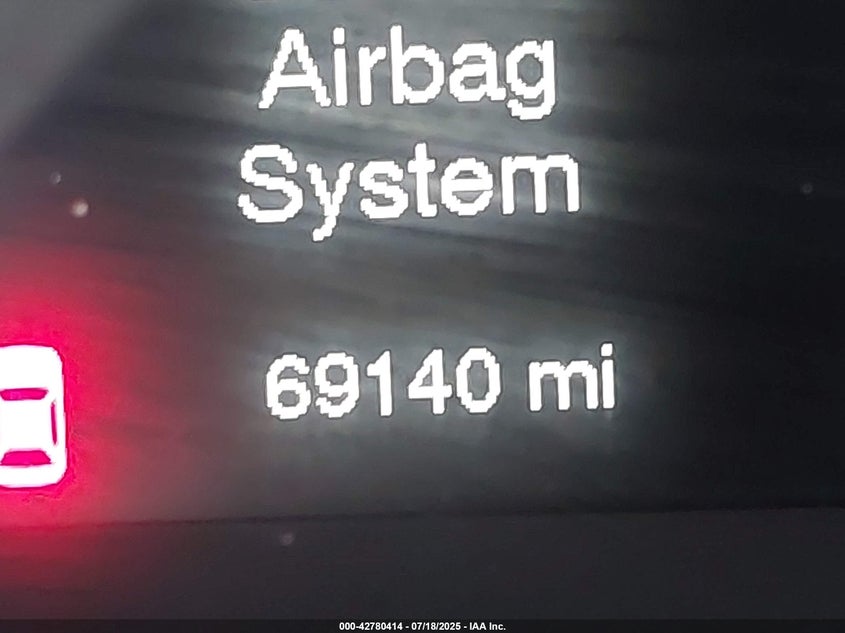 Airbag
System
69140 mi
000-42780414 - 07/18/2025 - IAA Inc.